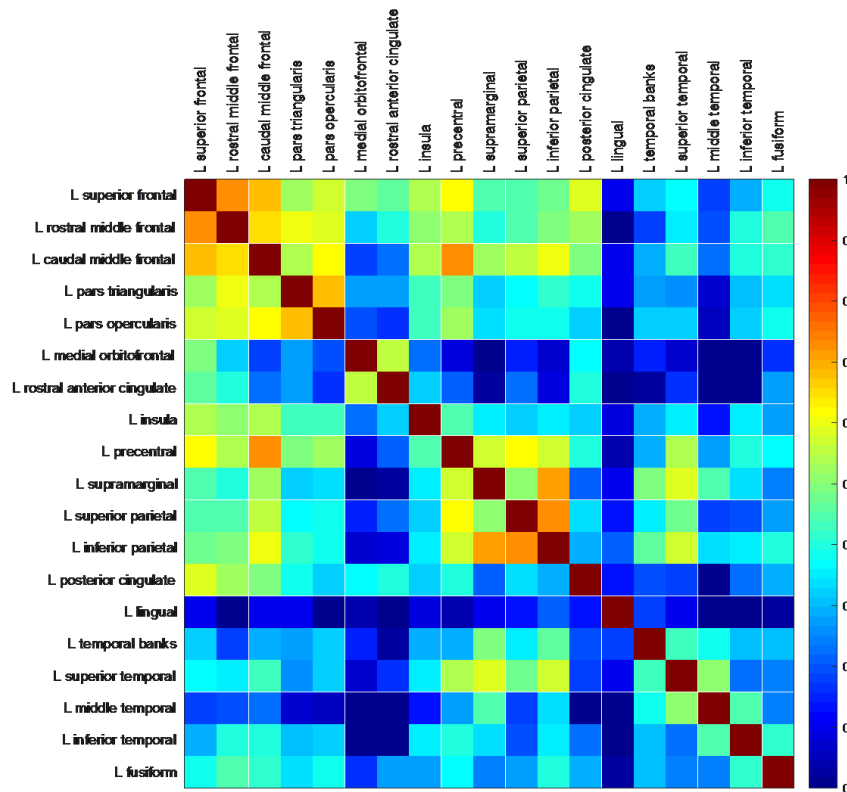 L superior frontal
L rostral middle frontal
L caudal middle frontal
L pars triangularis
L pars opercularis
L medial orbitofrontal
L rostral anterior cingulate
L insula
L precentral
L supramarginal
L superior parietal
L inferior parietal
L posterior cingulate
L lingual
L temporal banks
L superior temporal
L middle temporal
L inferior temporal
L fusiform
L superior frontal
L rostral middle frontal
L caudal middle frontal
L pars triangularis
L pars opercularis
L medial orbitofrontal
L rostral anterior cingulate
L insula
L precentral
L supramarginal
L superior parietal
L inferior parietal
L posterior cingulate
L lingual
L temporal banks
L superior temporal
L middle temporal
L inferior temporal
L fusiform
1